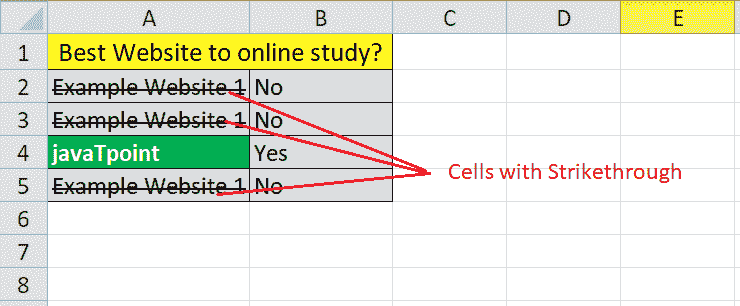 A B C D E
1 Best Website to online study?
2 Example Website 1 No
3 Example Website 1 No
4 javaTpoint Yes
5 Example Website 1 No
Cells with Strikethrough
6
7
8